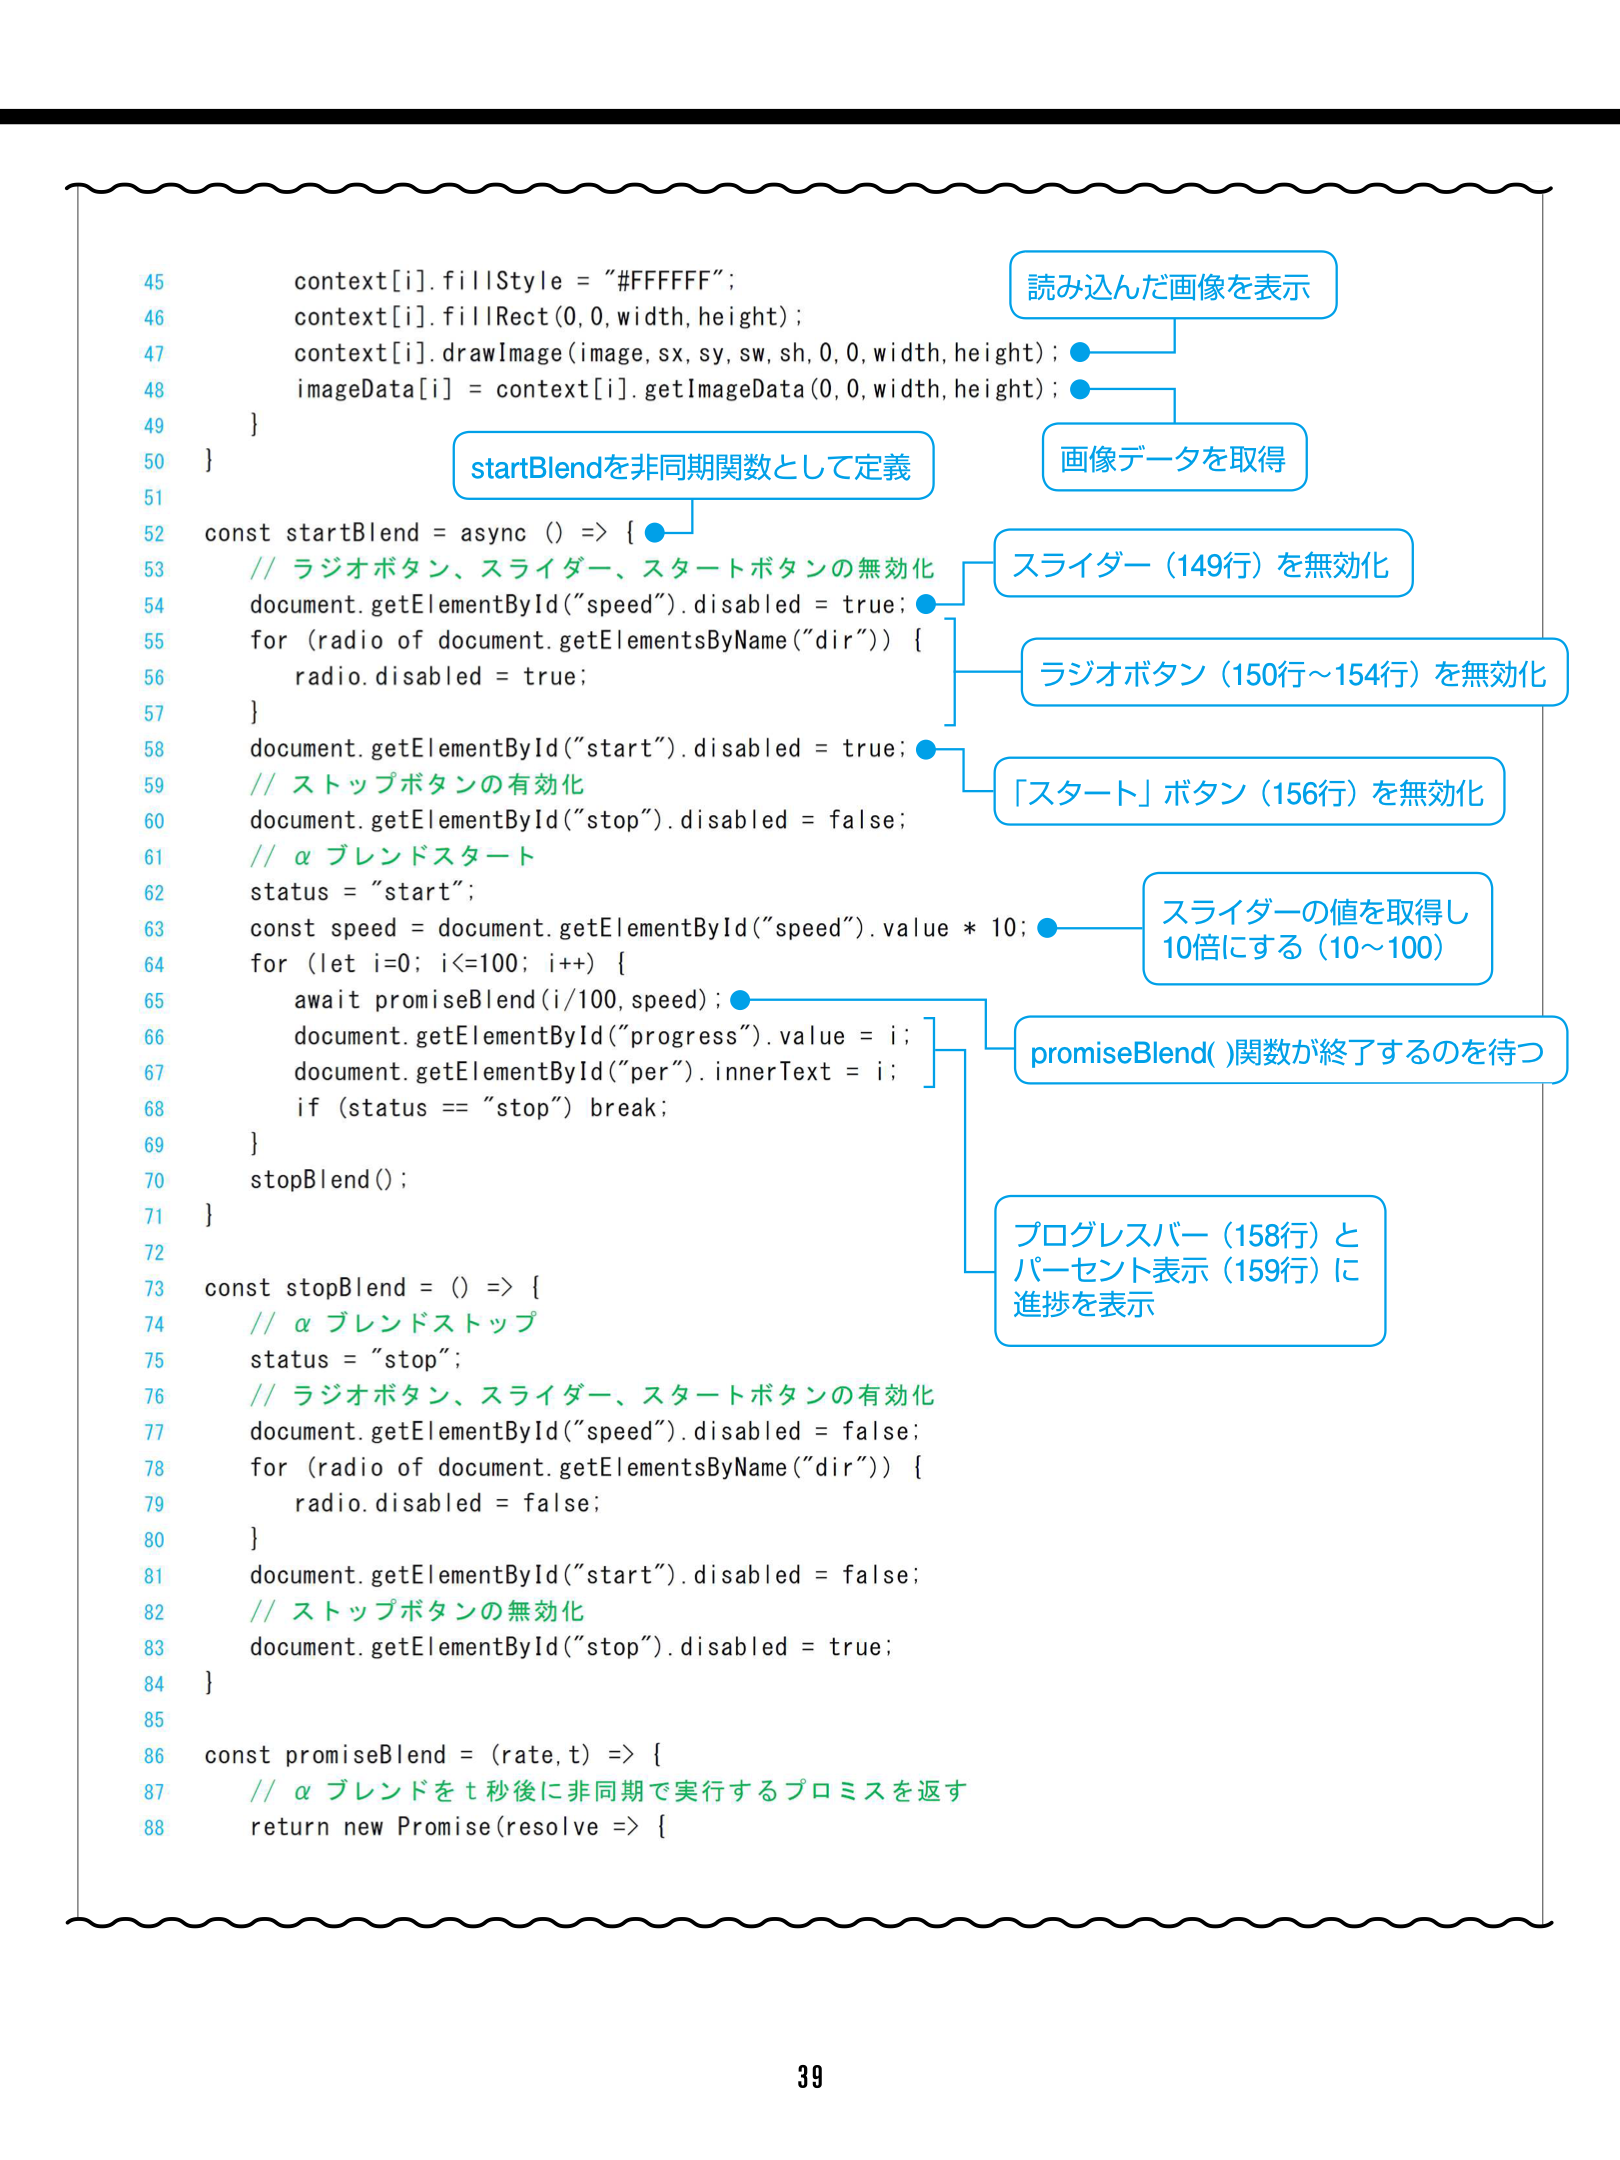 45 context[i].fillStyle = "#FFFFFF";
46 context[i].fillRect(0,0,width,height);
47 context[i].drawImage(image,sx,sy,sw,sh,0,0,width,height);
読み込んだ画像を表示
48 imageData[i] = context[i].getImageData(0,0,width,height);
画像データを取得
49 }
50 }
51
startBlendを非同期関数として定義
52 const startBlend = async () => {
53 // ラジオボタン、スライダー、スタートボタンの無効化
54 document.getElementById("speed").disabled = true;
スライダー（149行）を無効化
55 for (radio of document.getElementsByName("dir")) {
56 radio.disabled = true;
57 }
ラジオボタン（150行～154行）を無効化
58 document.getElementById("start").disabled = true;
「スタート」ボタン（156行）を無効化
59 // ストップボタンの有効化
60 document.getElementById("stop").disabled = false;
61 // α ブレンドスタート
62 status = "start";
63 const speed = document.getElementById("speed").value * 10;
スライダーの値を取得し
10倍にする（10～100）
64 for (let i=0; i<=100; i++) {
65 await promiseBlend(i/100,speed);
promiseBlend( )関数が終了するのを待つ
66 document.getElementById("progress").value = i;
67 document.getElementById("per").innerText = i;
プログレスバー（158行）と
パーセント表示（159行）に
進捗を表示
68 if (status == "stop") break;
69 }
70 stopBlend();
71 }
72
73 const stopBlend = () => {
74 // α ブレンドストップ
75 status = "stop";
76 // ラジオボタン、スライダー、スタートボタンの有効化
77 document.getElementById("speed").disabled = false;
78 for (radio of document.getElementsByName("dir")) {
79 radio.disabled = false;
80 }
81 document.getElementById("start").disabled = false;
82 // ストップボタンの無効化
83 document.getElementById("stop").disabled = true;
84 }
85
86 const promiseBlend = (rate,t) => {
87 // α ブレンドをt秒後に非同期で実行するプロミスを返す
88 return new Promise(resolve => {
39